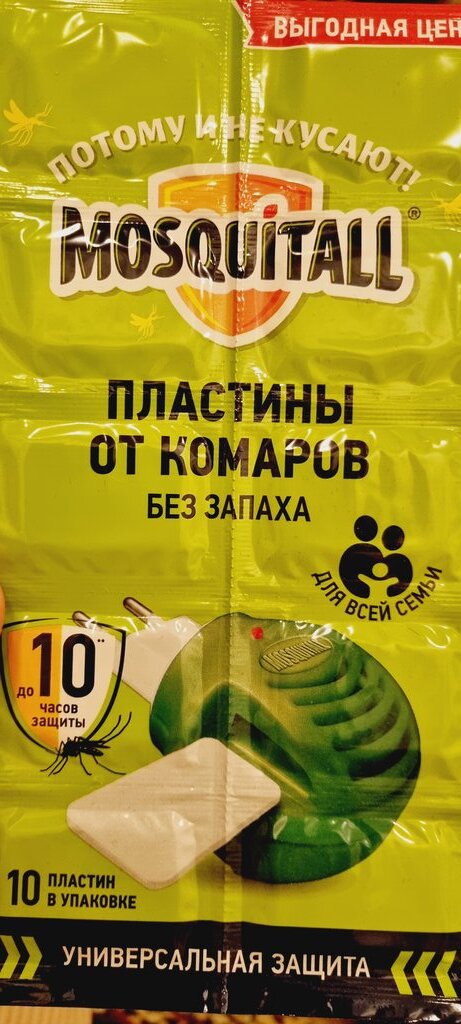 ВЫГОДНАЯ ЦЕН
ПОТОМУ И НЕ КУСАЮТ!
MOSQUITALL®
ПЛАСТИНЫ
ОТ КОМАРОВ
БЕЗ ЗАПАХА
ДЛЯ ВСЕЙ СЕМЬИ
MOSQUITALL
ДО 10**
ЧАСОВ
ЗАЩИТЫ
10 ПЛАСТИН
В УПАКОВКЕ
УНИВЕРСАЛЬНАЯ ЗАЩИТА